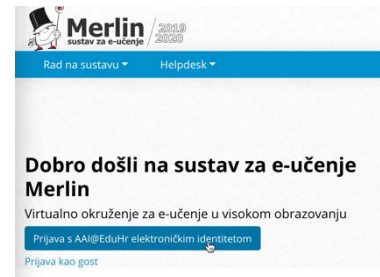 Merlin 2019
sustav za e-učenje 2020
Rad na sustavu Helpdesk
Dobro došli na sustav za e-učenje
Merlin
Virtualno okruženje za e-učenje u visokom obrazovanju
Prijava s AAI@EduHr elektroničkim identitetom
Prijava kao gost